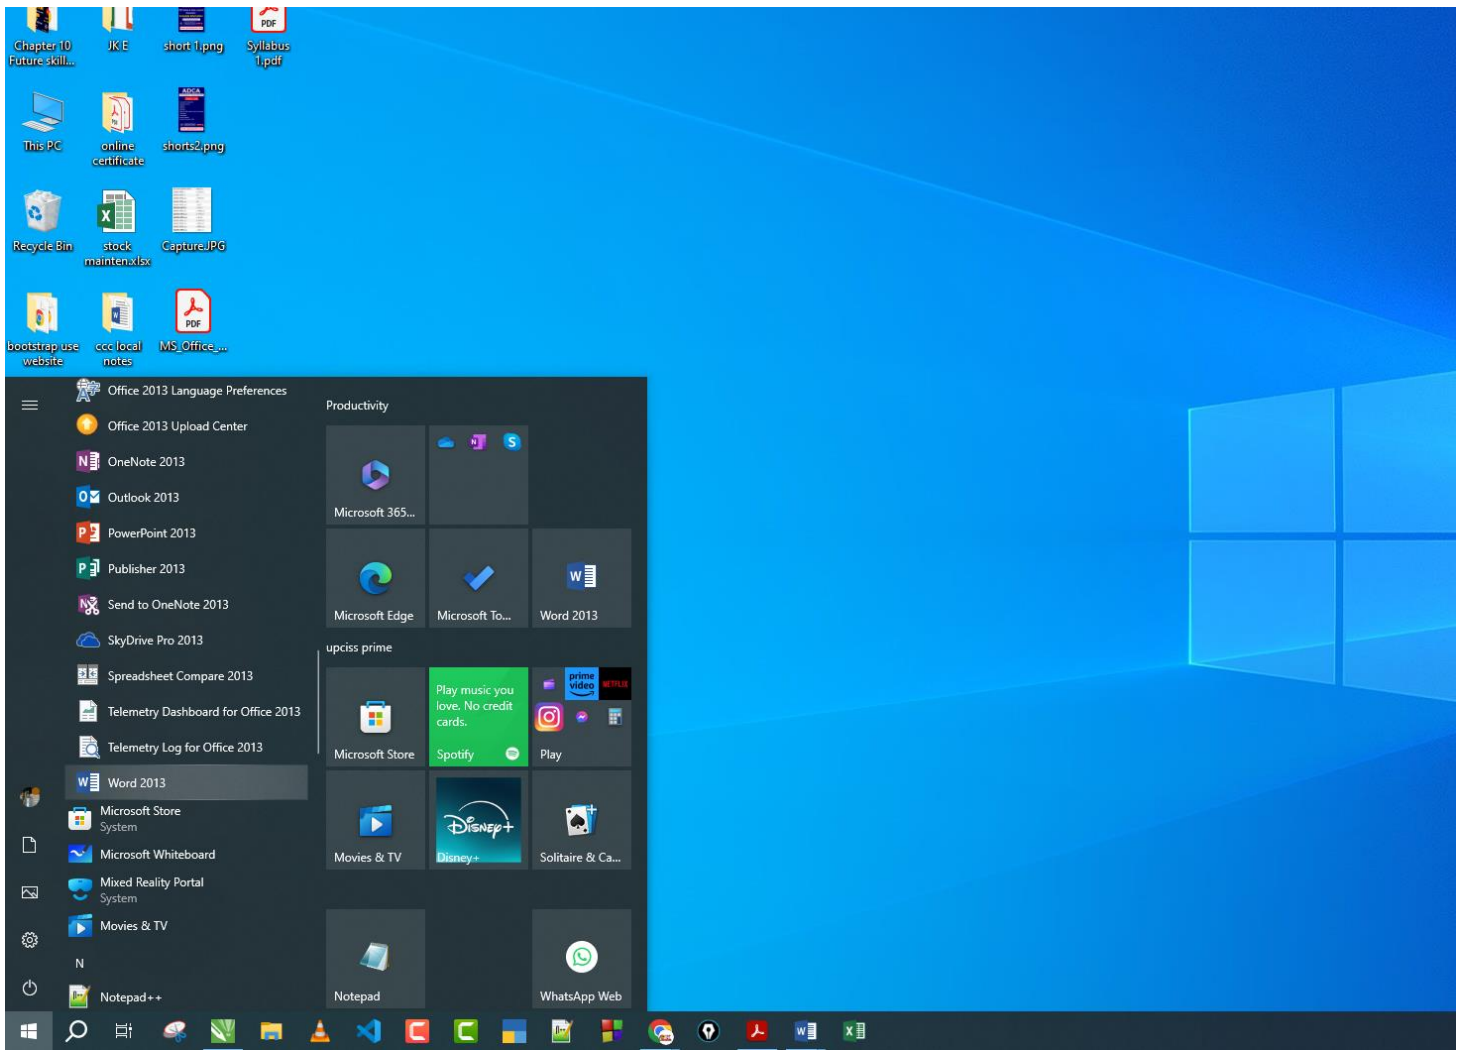 Chapter 10
Future skill...
JK E
short 1.png
PDF
Syllabus
1.pdf
This PC
online
certificate
ADCA
shorts2.png
Recycle Bin
stock
mainten.xlsx
Capture.JPG
bootstrap use
website
ccc local
notes
PDF
MS_Office_...
Office 2013 Language Preferences
Office 2013 Upload Center
OneNote 2013
Outlook 2013
PowerPoint 2013
Publisher 2013
Send to OneNote 2013
SkyDrive Pro 2013
Spreadsheet Compare 2013
Telemetry Dashboard for Office 2013
Telemetry Log for Office 2013
Word 2013
Microsoft Store
System
Microsoft Whiteboard
Mixed Reality Portal
System
Movies & TV
N
Notepad++
Productivity
Microsoft 365...
Microsoft Edge
Microsoft To...
Word 2013
upciss prime
Microsoft Store
Play music you
love. No credit
cards.
Spotify
prime
video
NETFLIX
Play
Movies & TV
Disney+
Disney+
Solitaire & Ca...
Notepad
WhatsApp Web